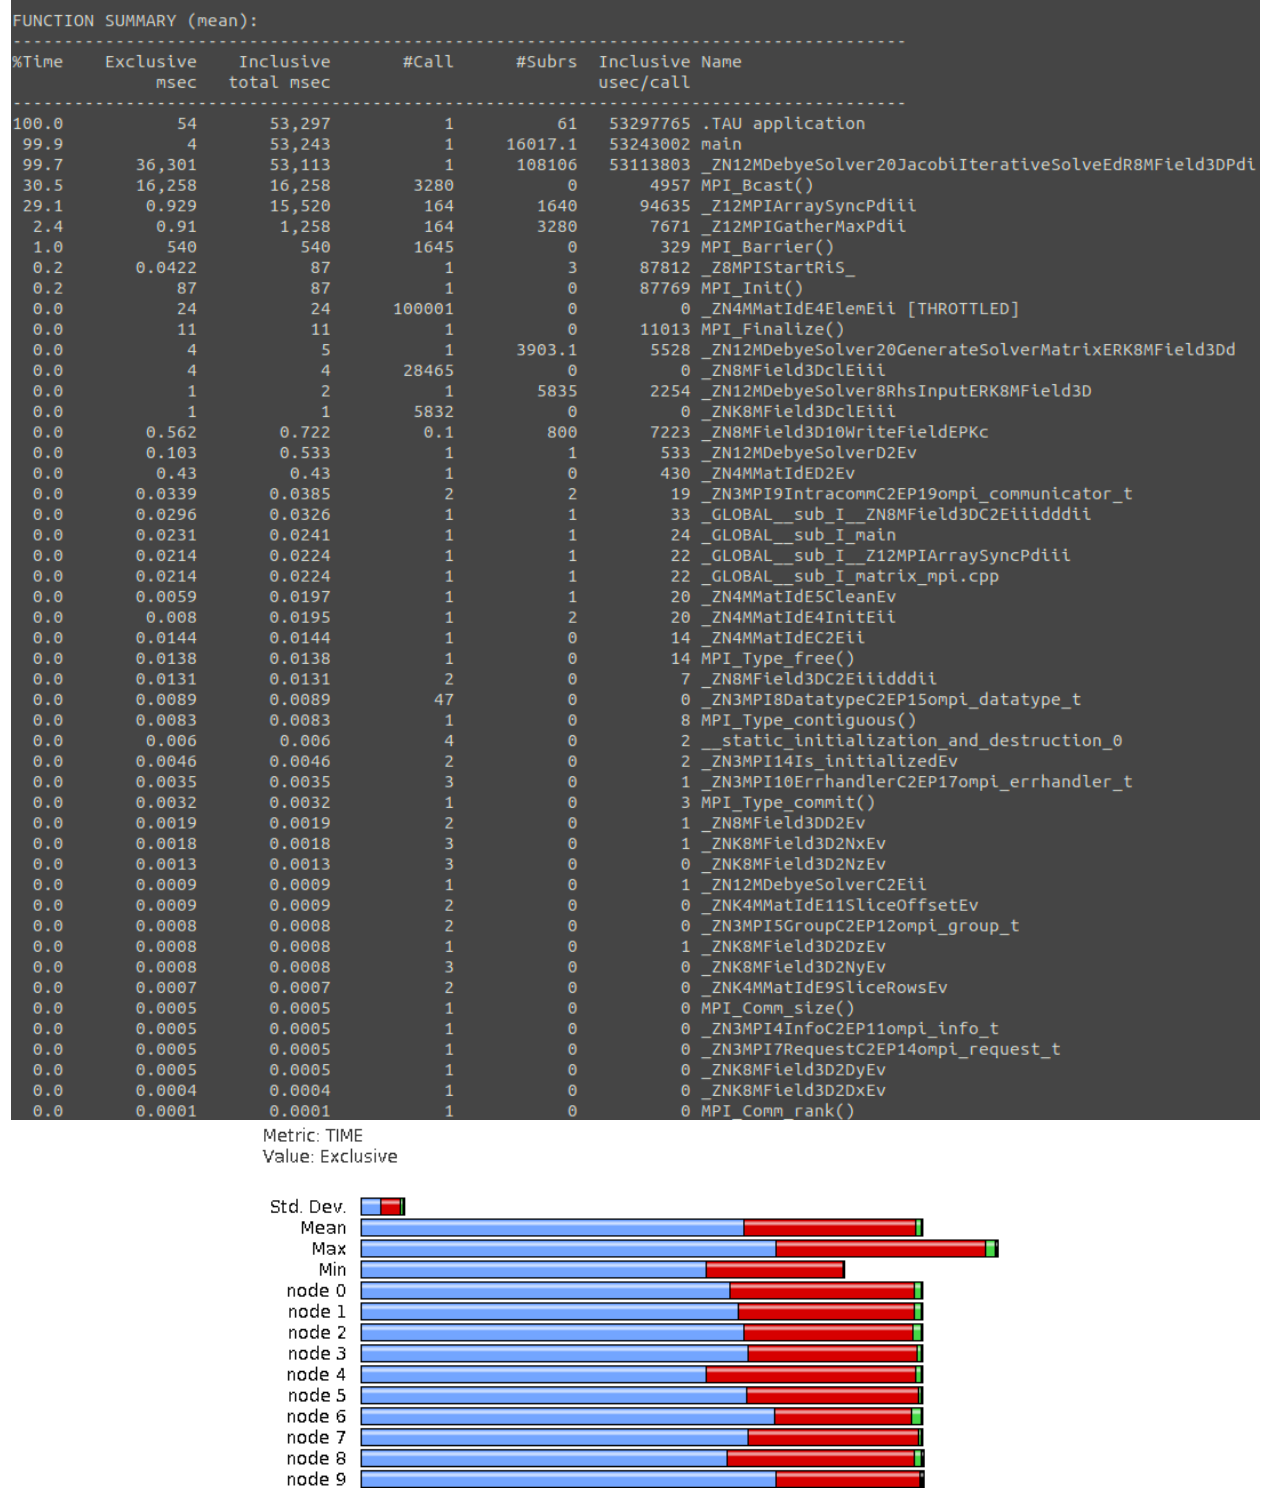 FUNCTION SUMMARY (mean):
---------------------------------------------------------------------------------------
%Time Exclusive Inclusive #Call #Subrs Inclusive Name
msec total msec usec/call
---------------------------------------------------------------------------------------
100.0 54 53,297 1 61 53297765 .TAU application
99.9 4 53,243 1 16017.1 53243002 main
99.7 36,301 53,113 1 108106 53113803 _ZN12MDebyeSolver20JacobiIterativeSolveEdR8MField3DPdi
30.5 16,258 16,258 3280 0 4957 MPI_Bcast()
29.1 0.929 15,520 164 1640 94635 _Z12MPIArraySyncPdiii
2.4 0.91 1,258 164 3280 7671 _Z12MPIGatherMaxPdii
1.0 540 540 1645 0 329 MPI_Barrier()
0.2 0.0422 87 1 3 87812 _Z8MPIStartRiS_
0.2 87 87 1 0 87769 MPI_Init()
0.0 24 24 100001 0 0 _ZN4MMatIdE4ElemEii [THROTTLED]
0.0 11 11 1 0 11013 MPI_Finalize()
0.0 4 5 1 3903.1 5528 _ZN12MDebyeSolver20GenerateSolverMatrixERK8MField3Dd
0.0 4 4 28465 0 0 _ZN8MField3DclEiii
0.0 1 2 1 5835 2254 _ZN12MDebyeSolver8RhsInputERK8MField3D
0.0 1 1 5832 0 0 _ZNK8MField3DclEiii
0.0 0.562 0.722 0.1 800 7223 _ZN8MField3D10WriteFieldEPKc
0.0 0.103 0.533 1 1 533 _ZN12MDebyeSolverD2Ev
0.0 0.43 0.43 1 0 430 _ZN4MMatIdED2Ev
0.0 0.0339 0.0385 2 2 19 _ZN3MPI9IntracommC2EP19ompi_communicator_t
0.0 0.0296 0.0326 1 1 33 _GLOBAL__sub_I__ZN8MField3DC2Eiiidddii
0.0 0.0231 0.0241 1 1 24 _GLOBAL__sub_I_main
0.0 0.0214 0.0224 1 1 22 _GLOBAL__sub_I__Z12MPIArraySyncPdiii
0.0 0.0214 0.0224 1 1 22 _GLOBAL__sub_I_matrix_mpi.cpp
0.0 0.0059 0.0197 1 1 20 _ZN4MMatIdE5CleanEv
0.0 0.008 0.0195 1 2 20 _ZN4MMatIdE4InitEii
0.0 0.0144 0.0144 1 0 14 _ZN4MMatIdEC2Eii
0.0 0.0138 0.0138 1 0 14 MPI_Type_free()
0.0 0.0131 0.0131 2 0 7 _ZN8MField3DC2Eiiidddii
0.0 0.0089 0.0089 47 0 0 _ZN3MPI8DatatypeC2EP15ompi_datatype_t
0.0 0.0083 0.0083 1 0 8 MPI_Type_contiguous()
0.0 0.006 0.006 4 0 2 __static_initialization_and_destruction_0
0.0 0.0046 0.0046 2 0 2 _ZN3MPI14Is_initializedEv
0.0 0.0035 0.0035 3 0 1 _ZN3MPI10ErrhandlerC2EP17ompi_errhandler_t
0.0 0.0032 0.0032 1 0 3 MPI_Type_commit()
0.0 0.0019 0.0019 2 0 1 _ZN8MField3DD2Ev
0.0 0.0018 0.0018 3 0 1 _ZNK8MField3D2NxEv
0.0 0.0013 0.0013 3 0 0 _ZNK8MField3D2NzEv
0.0 0.0009 0.0009 1 0 1 _ZN12MDebyeSolverC2Eii
0.0 0.0009 0.0009 2 0 0 _ZNK4MMatIdE11SliceOffsetEv
0.0 0.0008 0.0008 2 0 0 _ZN3MPI5GroupC2EP12ompi_group_t
0.0 0.0008 0.0008 1 0 1 _ZNK8MField3D2DzEv
0.0 0.0008 0.0008 3 0 0 _ZNK8MField3D2NyEv
0.0 0.0007 0.0007 2 0 0 _ZNK4MMatIdE9SliceRowsEv
0.0 0.0005 0.0005 1 0 0 MPI_Comm_size()
0.0 0.0005 0.0005 1 0 0 _ZN3MPI4InfoC2EP11ompi_info_t
0.0 0.0005 0.0005 1 0 0 _ZN3MPI7RequestC2EP14ompi_request_t
0.0 0.0005 0.0005 1 0 0 _ZNK8MField3D2DyEv
0.0 0.0004 0.0004 1 0 0 _ZNK8MField3D2DxEv
0.0 0.0001 0.0001 1 0 0 MPI_Comm_rank()
Metric: TIME
Value: Exclusive
Std. Dev.
Mean
Max
Min
node 0
node 1
node 2
node 3
node 4
node 5
node 6
node 7
node 8
node 9